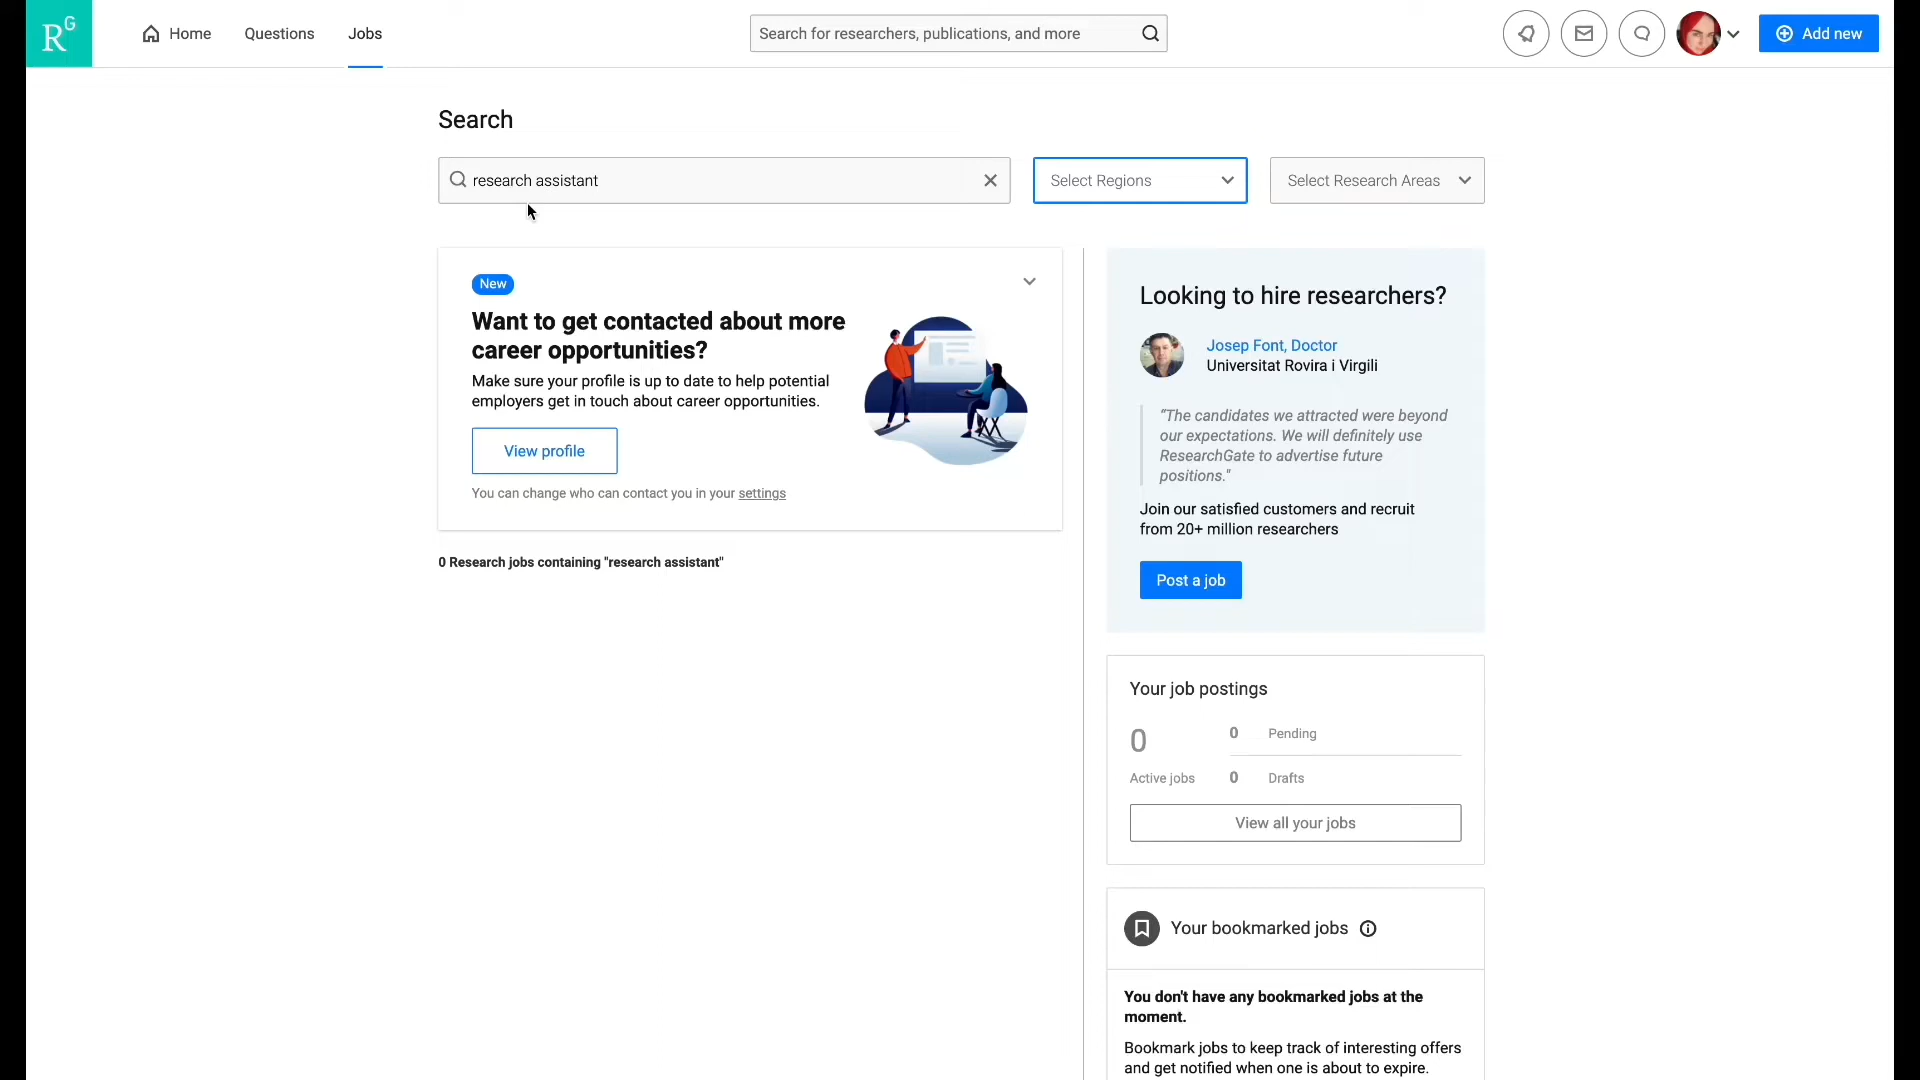 RG
Home
Questions
Jobs
Search for researchers, publications, and more
Add new
Search
research assistant
Select Regions
Select Research Areas
New
Want to get contacted about more
career opportunities?
Make sure your profile is up to date to help potential
employers get in touch about career opportunities.
View profile
You can change who can contact you in your settings
0 Research jobs containing "research assistant"
Looking to hire researchers?
Josep Font, Doctor
Universitat Rovira i Virgili
"The candidates we attracted were beyond
our expectations. We will definitely use
ResearchGate to advertise future
positions."
Join our satisfied customers and recruit
from 20+ million researchers
Post a job
Your job postings
0
Active jobs
0 Pending
0 Drafts
View all your jobs
Your bookmarked jobs
You don't have any bookmarked jobs at the
moment.
Bookmark jobs to keep track of interesting offers
and get notified when one is about to expire.